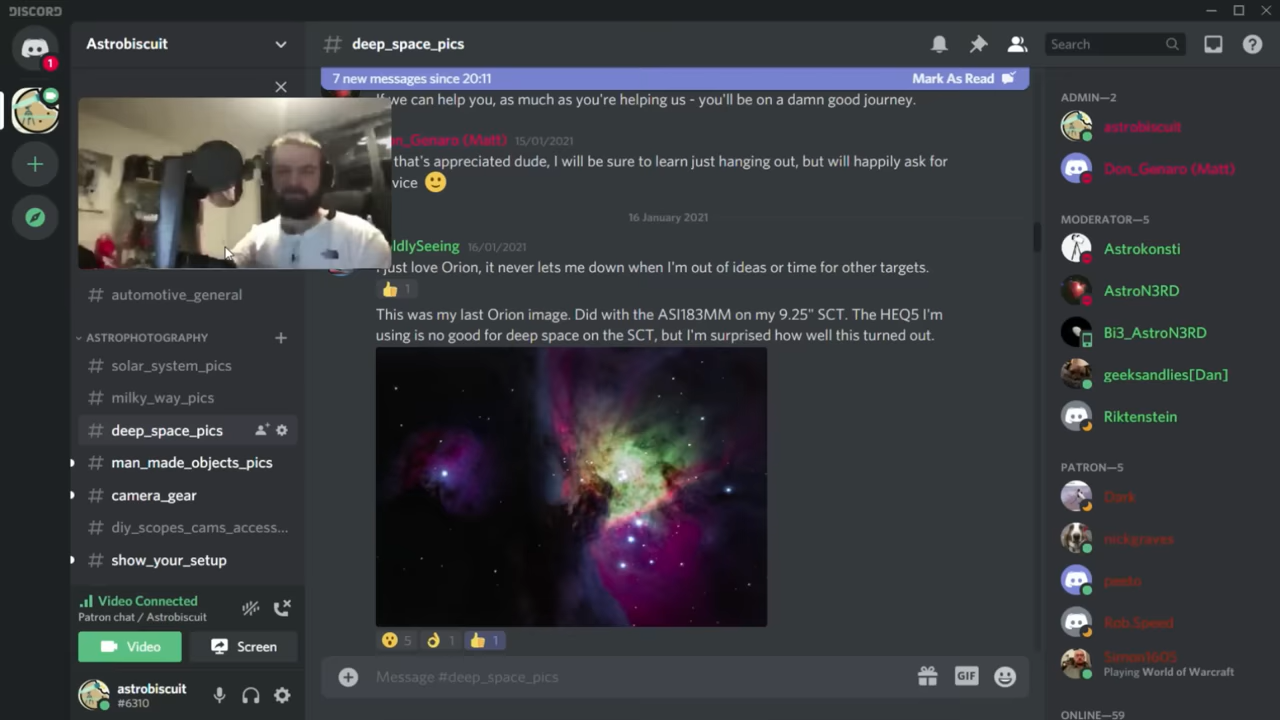 DISCORD
1
Astrobiscuit
# deep_space_pics
Search
7 new messages since 20:11
Mark As Read
If we can help you, as much as you're helping us - you'll be on a damn good journey.
n_Genaro (Matt) 15/01/2021
that's appreciated dude, I will be sure to learn just hanging out, but will happily ask for
vice
16 January 2021
ldlySeeing 16/01/2021
I just love Orion, it never lets me down when I'm out of ideas or time for other targets.
1
This was my last Orion image. Did with the ASI183MM on my 9.25" SCT. The HEQ5 I'm
using is no good for deep space on the SCT, but I'm surprised how well this turned out.
5
1
1
Message #deep_space_pics
GIF
# automotive_general
ASTROPHOTOGRAPHY
# solar_system_pics
# milky_way_pics
# deep_space_pics
# man_made_objects_pics
# camera_gear
# diy_scopes_cams_access...
# show_your_setup
Video Connected
Patron chat / Astrobiscuit
Video
Screen
astrobiscuit
#6310
ADMIN—2
astrobiscuit
Don_Genaro (Matt)
MODERATOR—5
Astrokonsti
AstroN3RD
Bi3_AstroN3RD
geeksandlies[Dan]
Riktenstein
PATRON—5
Dark
nickgraves
peeto
Rob.Speed
Simon1605
Playing World of Warcraft
ONLINE—59